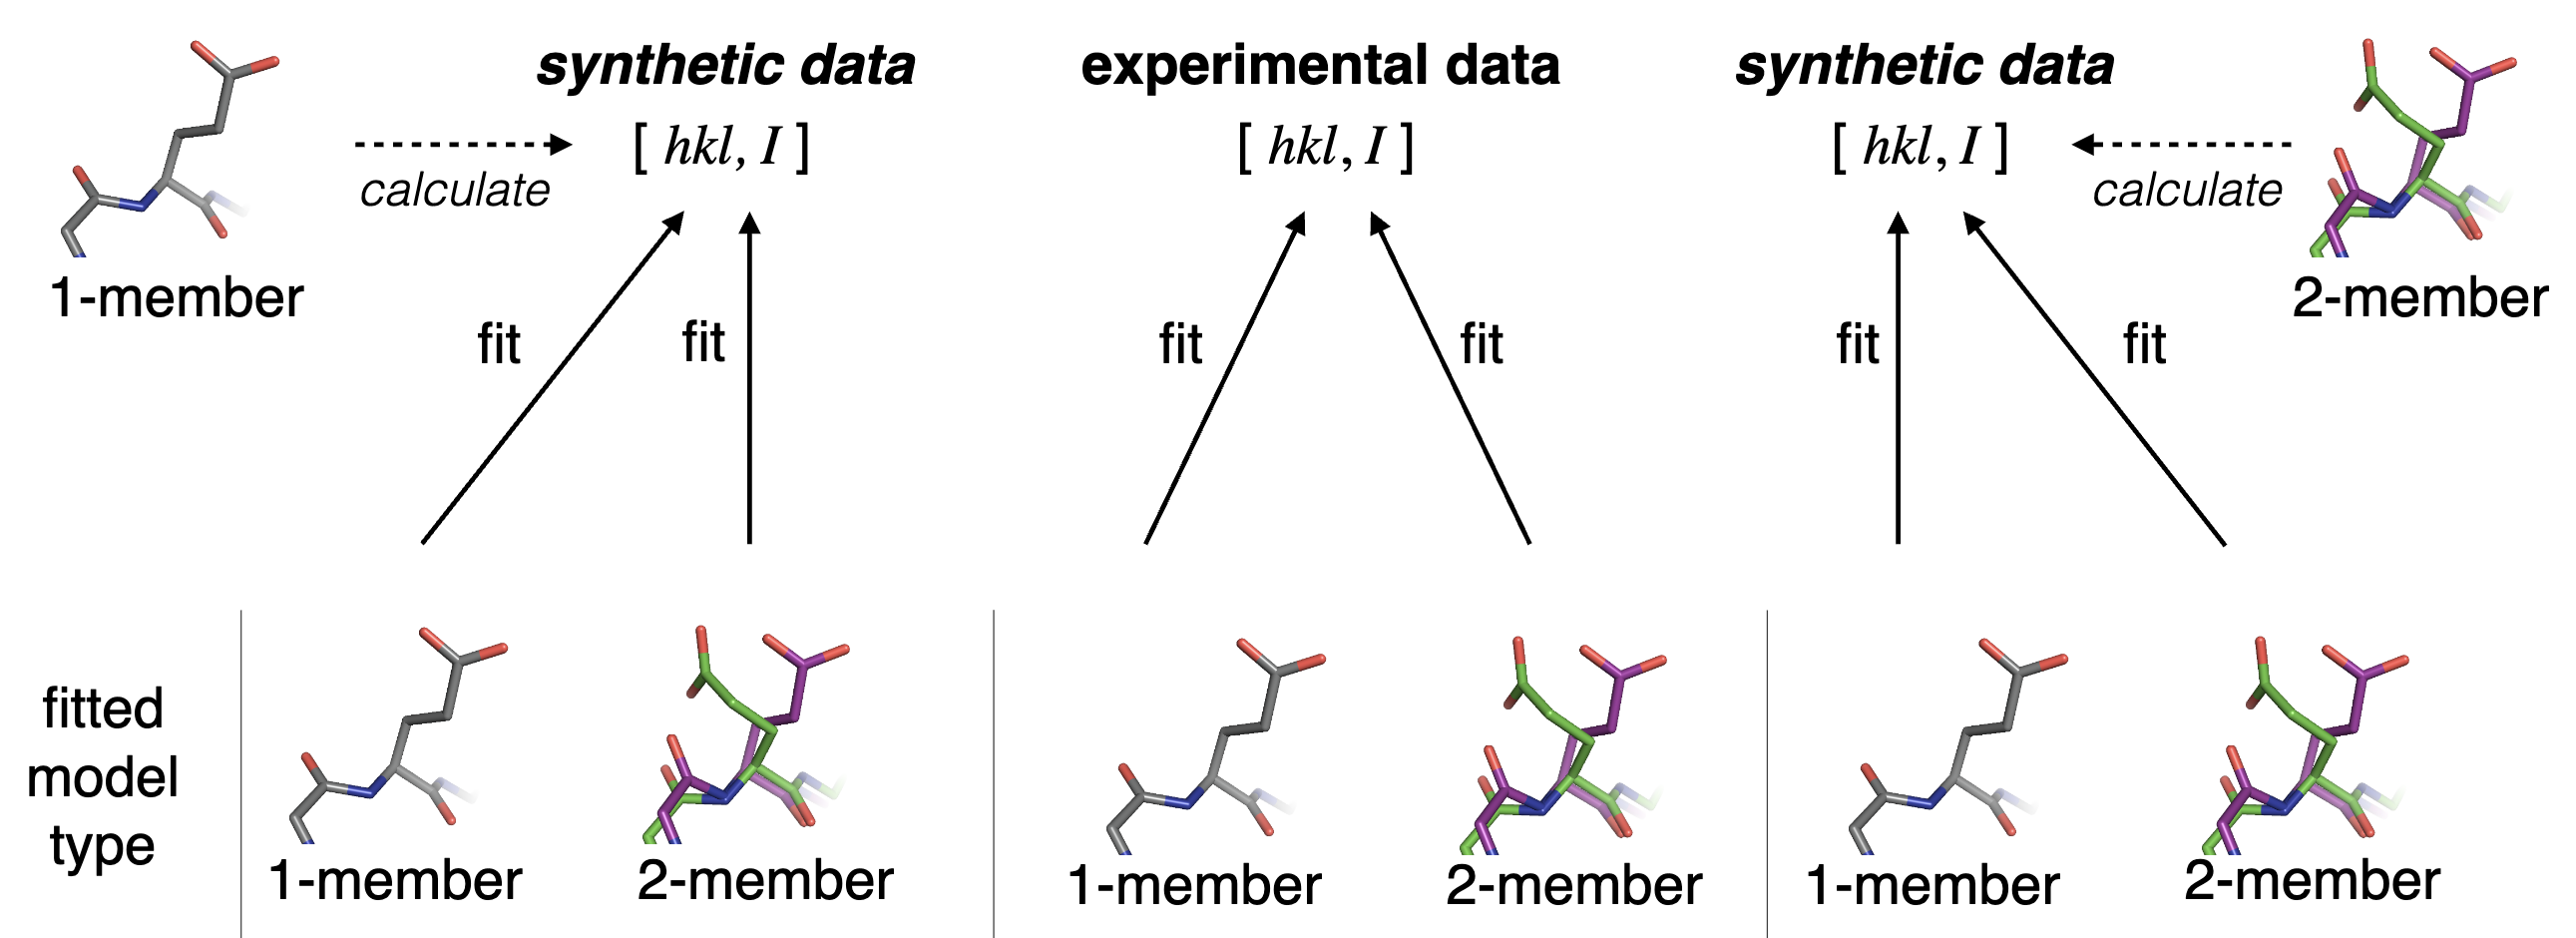 synthetic data
experimental data
synthetic data
[ hkl, I ]
[ hkl, I ]
[ hkl, I ]
calculate
calculate
1-member
2-member
fit
fit
fit
fit
fit
fit
fitted
model
type
1-member
2-member
1-member
2-member
1-member
2-member